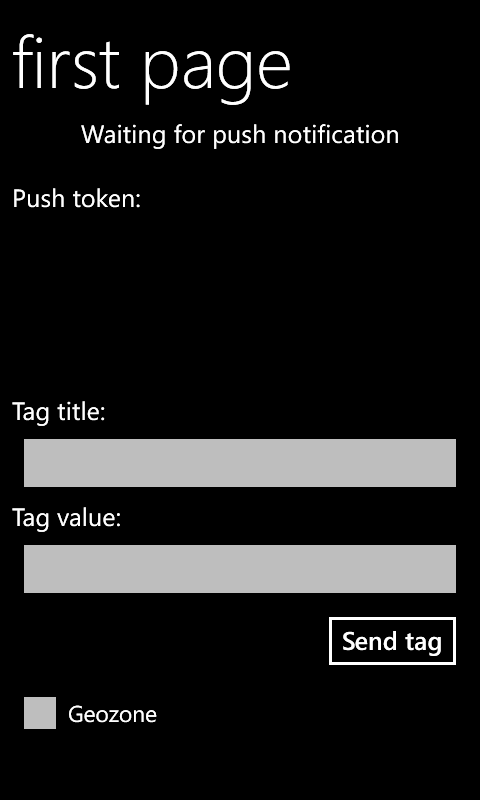 first page
Waiting for push notification
Push token:
Tag title:
Tag value:
Send tag
Geozone